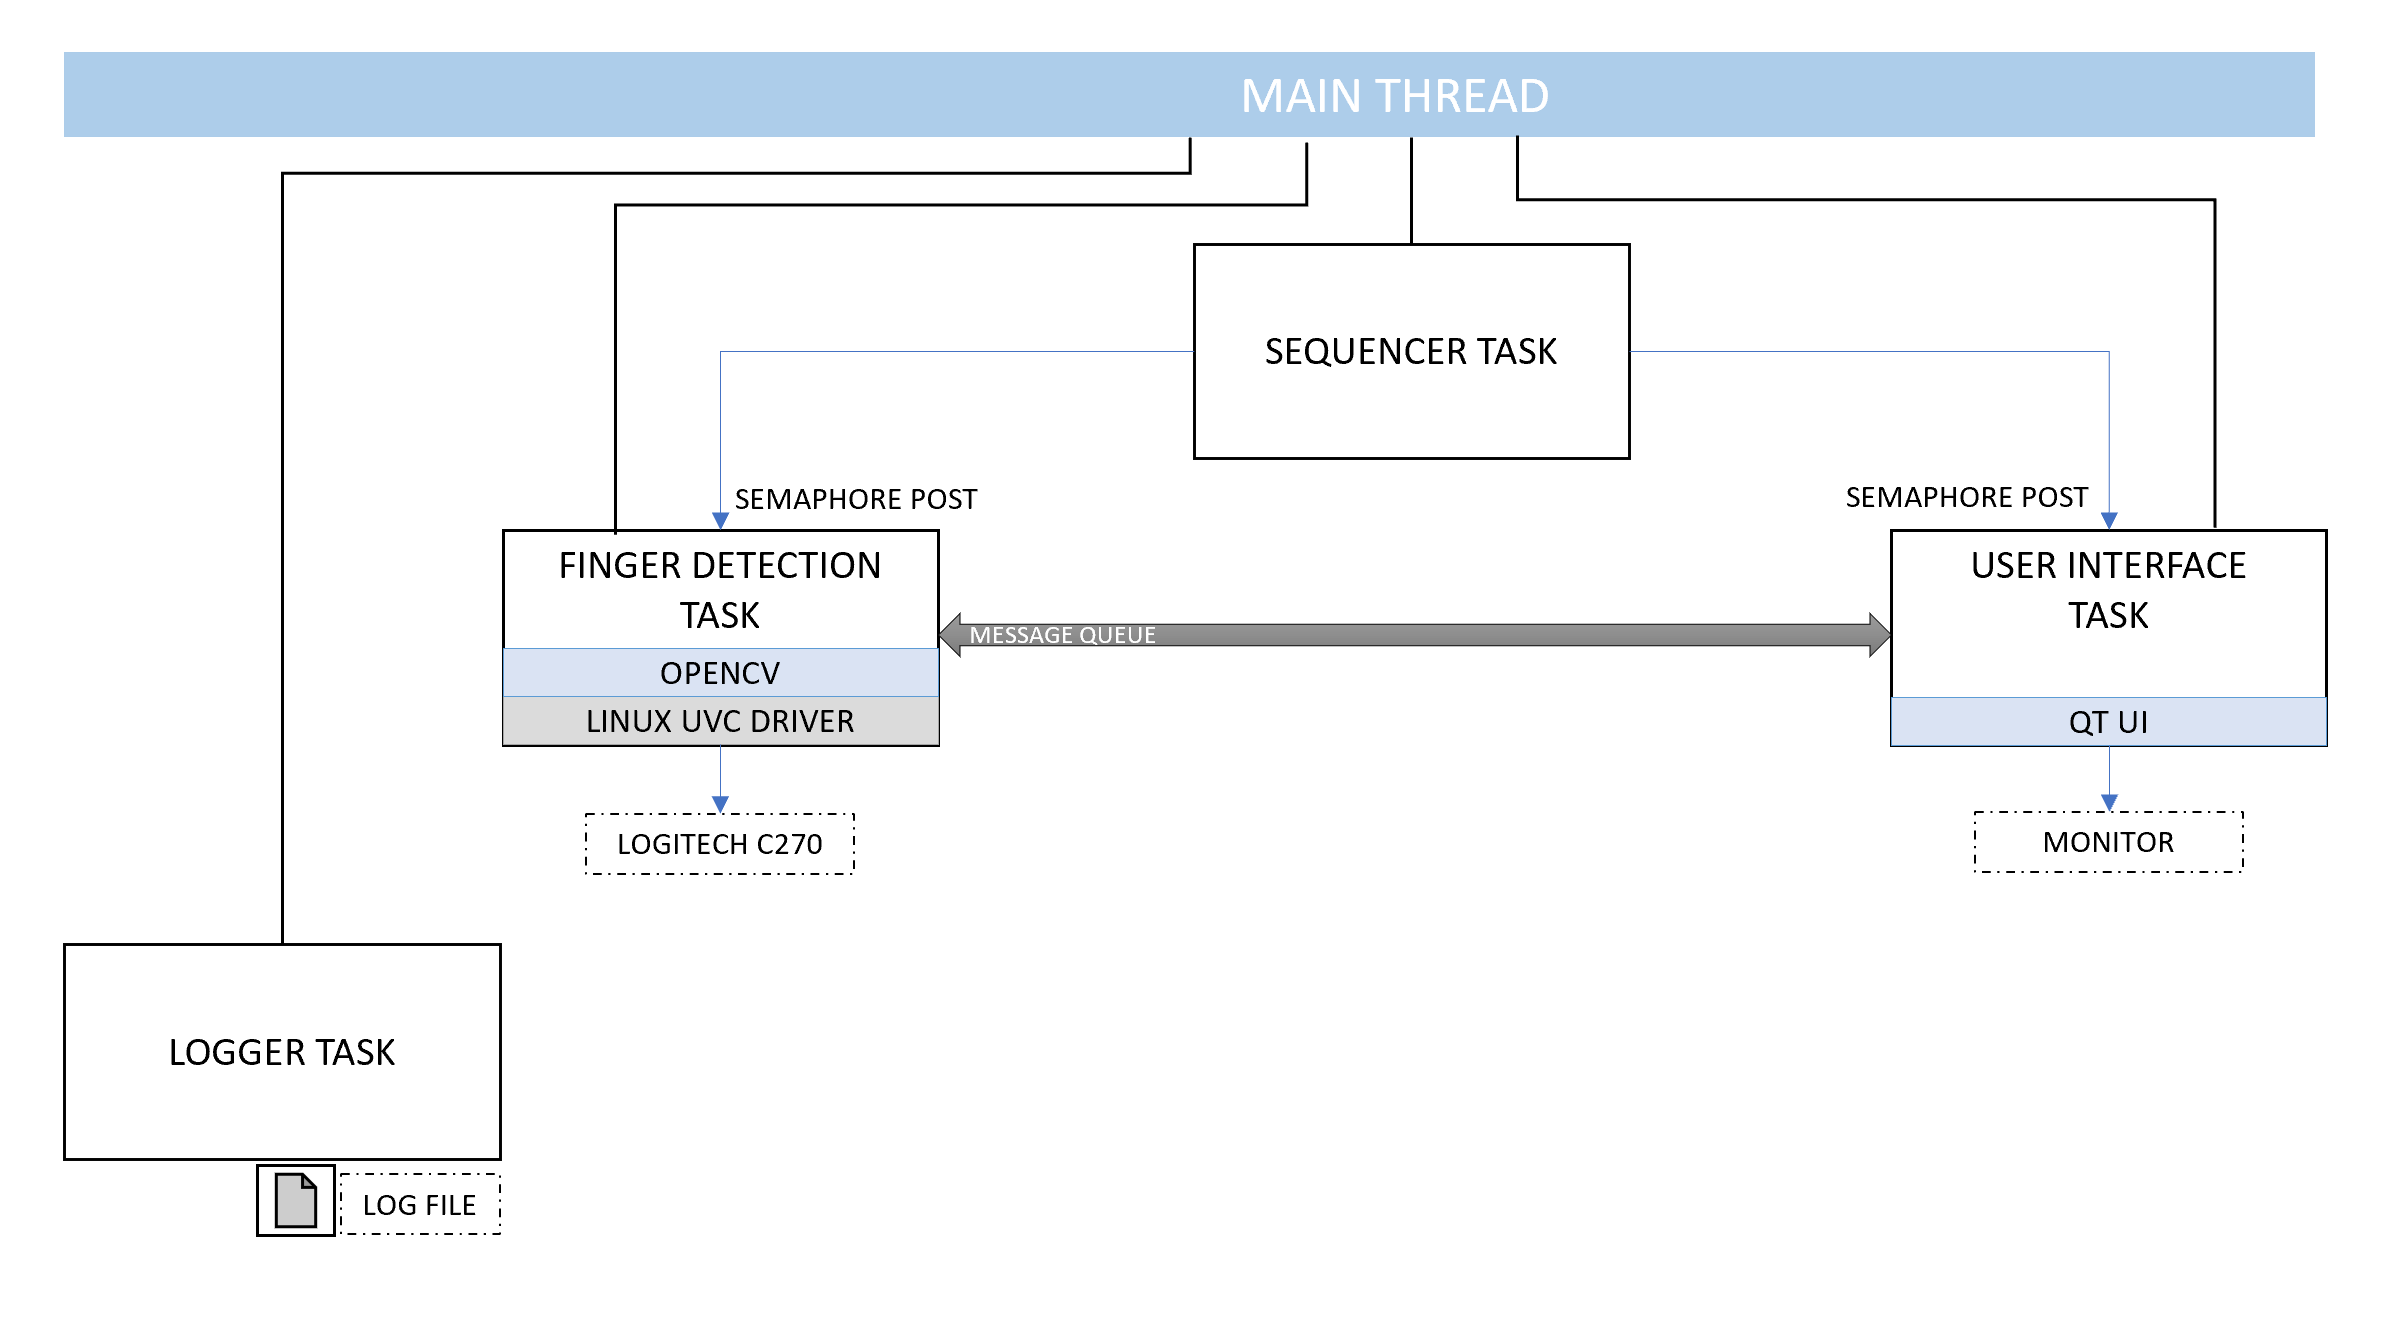 MAIN THREAD
SEQUENCER TASK
SEMAPHORE POST
SEMAPHORE POST
FINGER DETECTION
TASK
OPENCV
LINUX UVC DRIVER
MESSAGE QUEUE
USER INTERFACE
TASK
QT UI
LOGITECH C270
MONITOR
LOGGER TASK
LOG FILE